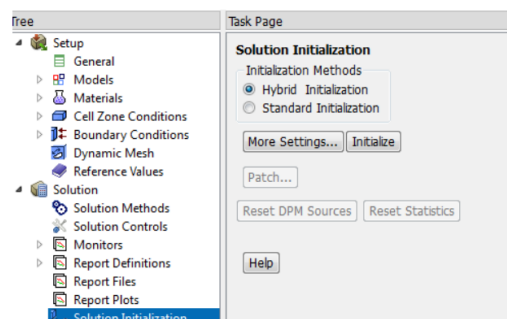 Tree
Task Page
Setup
General
Models
Materials
Cell Zone Conditions
Boundary Conditions
Dynamic Mesh
Reference Values
Solution
Solution Methods
Solution Controls
Monitors
Report Definitions
Report Files
Report Plots
Solution Initialization
Solution Initialization
Initialization Methods
Hybrid Initialization
Standard Initialization
More Settings... Initialize
Patch...
Reset DPM Sources Reset Statistics
Help